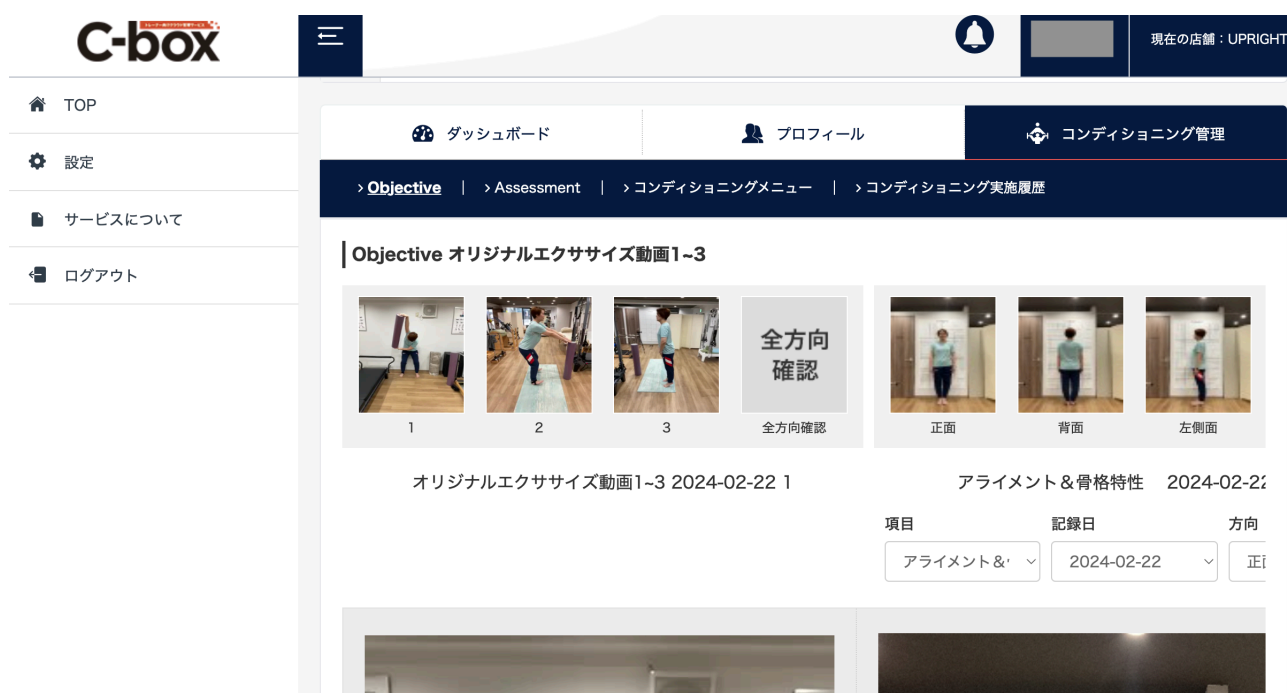 C-box
現在の店舗：UPRIGHT
TOP
設定
サービスについて
ログアウト
ダッシュボード
プロフィール
コンディショニング管理
› Objective | › Assessment | › コンディショニングメニュー | › コンディショニング実施履歴
Objective オリジナルエクササイズ動画1~3
全方向
確認
1
2
3
全方向確認
正面
背面
左側面
オリジナルエクササイズ動画1~3 2024-02-22 1
アライメント＆骨格特性 2024-02-22
項目
記録日
方向
アライメント＆
2024-02-22
正